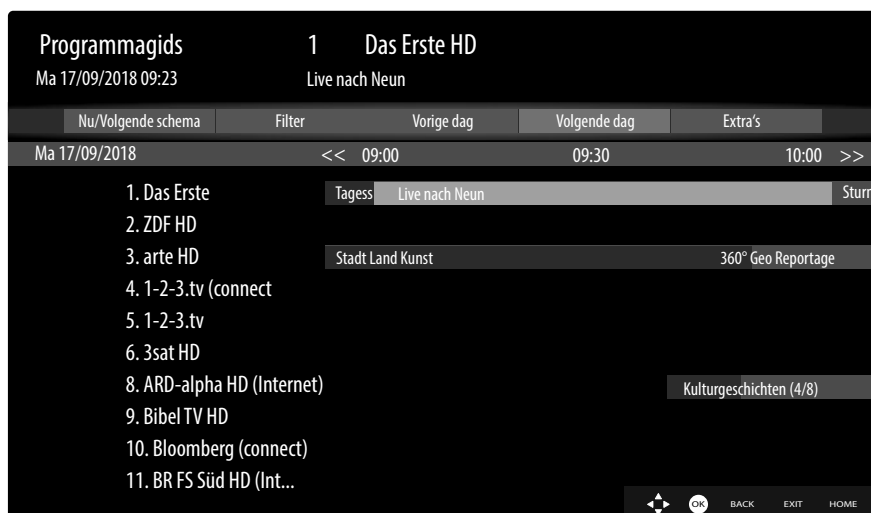 Programmagids 1 Das Erste HD
Ma 17/09/2018 09:23 Live nach Neun
Nu/Volgende schema Filter Vorige dag Volgende dag Extra's
Ma 17/09/2018 << 09:00 09:30 10:00 >>
1. Das Erste Tagess Live nach Neun Sturr
2. ZDF HD
3. arte HD Stadt Land Kunst 360° Geo Reportage
4. 1-2-3.tv (connect
5. 1-2-3.tv
6. 3sat HD
8. ARD-alpha HD (Internet) Kulturgeschichten (4/8)
9. Bibel TV HD
10. Bloomberg (connect)
11. BR FS Süd HD (Int...
OK BACK EXIT HOME